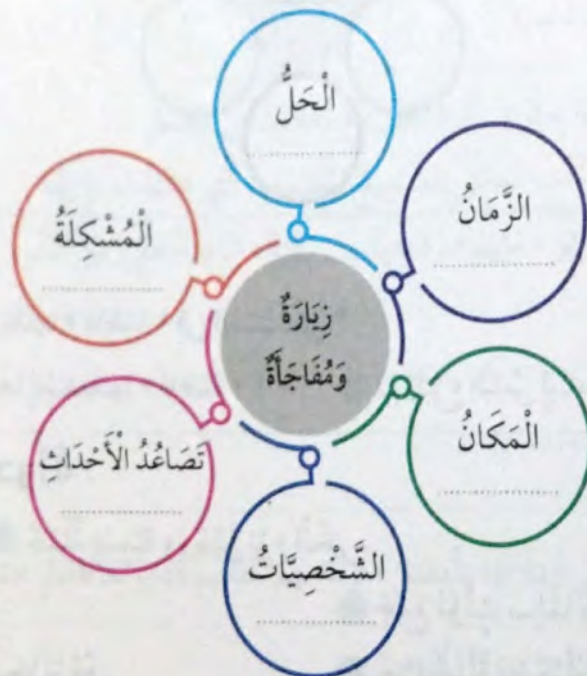 الْحَلُّ
الزَّمَانُ
الْمُشْكِلَةُ
زِيَارَةٌ
وَمُفَاجَأَةٌ
الْمَكَانُ
تَصَاعُدُ الْأَحْدَاثِ
الشَّخْصِيَّاتُ